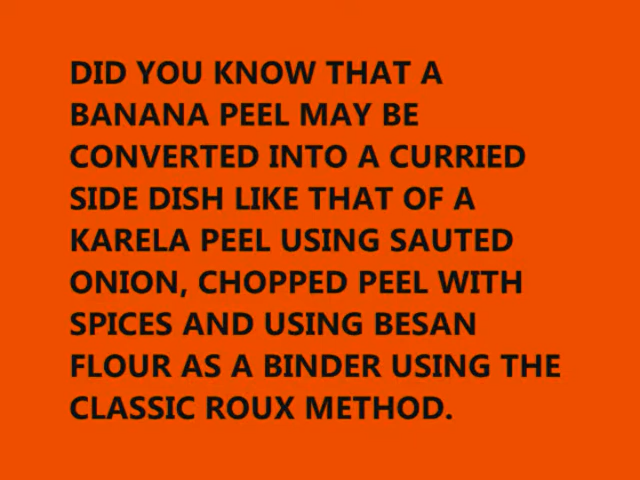 DID YOU KNOW THAT A
BANANA PEEL MAY BE
CONVERTED INTO A CURRIED
SIDE DISH LIKE THAT OF A
KARELA PEEL USING SAUTED
ONION, CHOPPED PEEL WITH
SPICES AND USING BESAN
FLOUR AS A BINDER USING THE
CLASSIC ROUX METHOD.